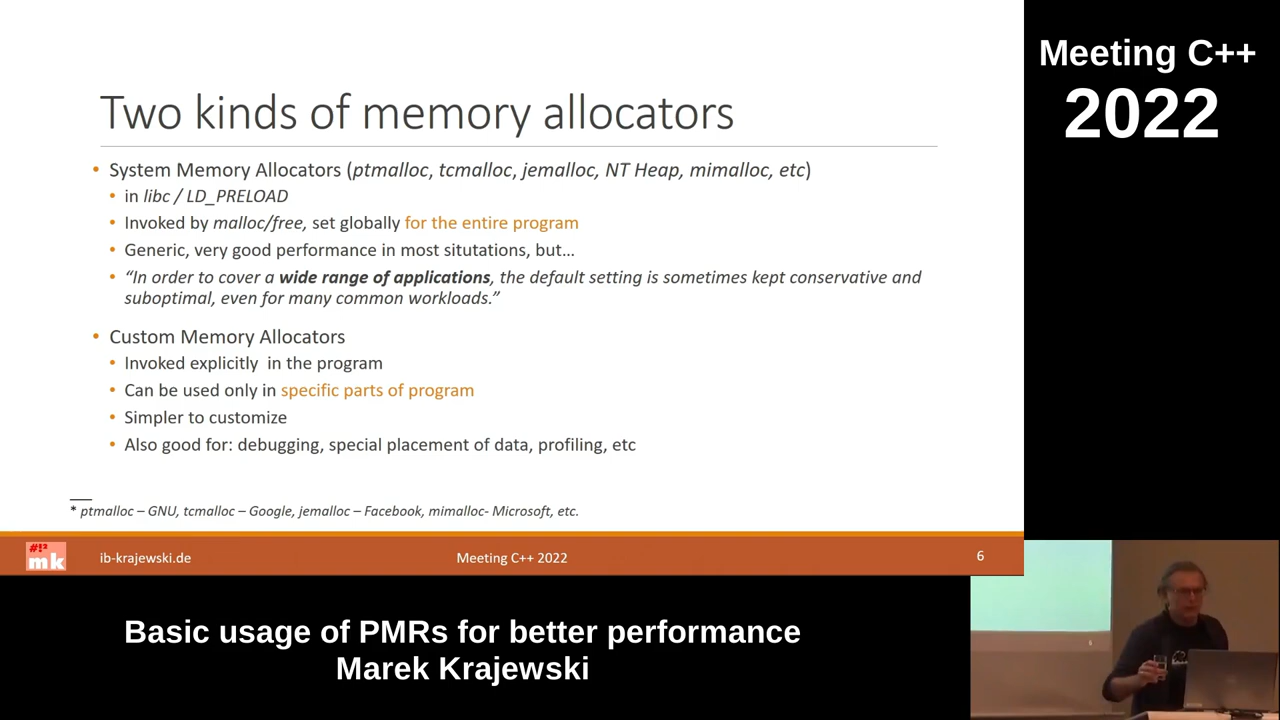 Meeting C++
2022
Two kinds of memory allocators
• System Memory Allocators (ptmalloc, tcmalloc, jemalloc, NT Heap, mimalloc, etc)
• in libc / LD_PRELOAD
• Invoked by malloc/free, set globally for the entire program
• Generic, very good performance in most situtations, but…
• “In order to cover a wide range of applications, the default setting is sometimes kept conservative and
suboptimal, even for many common workloads.”
• Custom Memory Allocators
• Invoked explicitly  in the program
• Can be used only in specific parts of program
• Simpler to customize
• Also good for: debugging, special placement of data, profiling, etc
* ptmalloc – GNU, tcmalloc – Google, jemalloc – Facebook, mimalloc- Microsoft, etc.
#!²
mk
ib-krajewski.de
Meeting C++ 2022
6
Basic usage of PMRs for better performance
Marek Krajewski